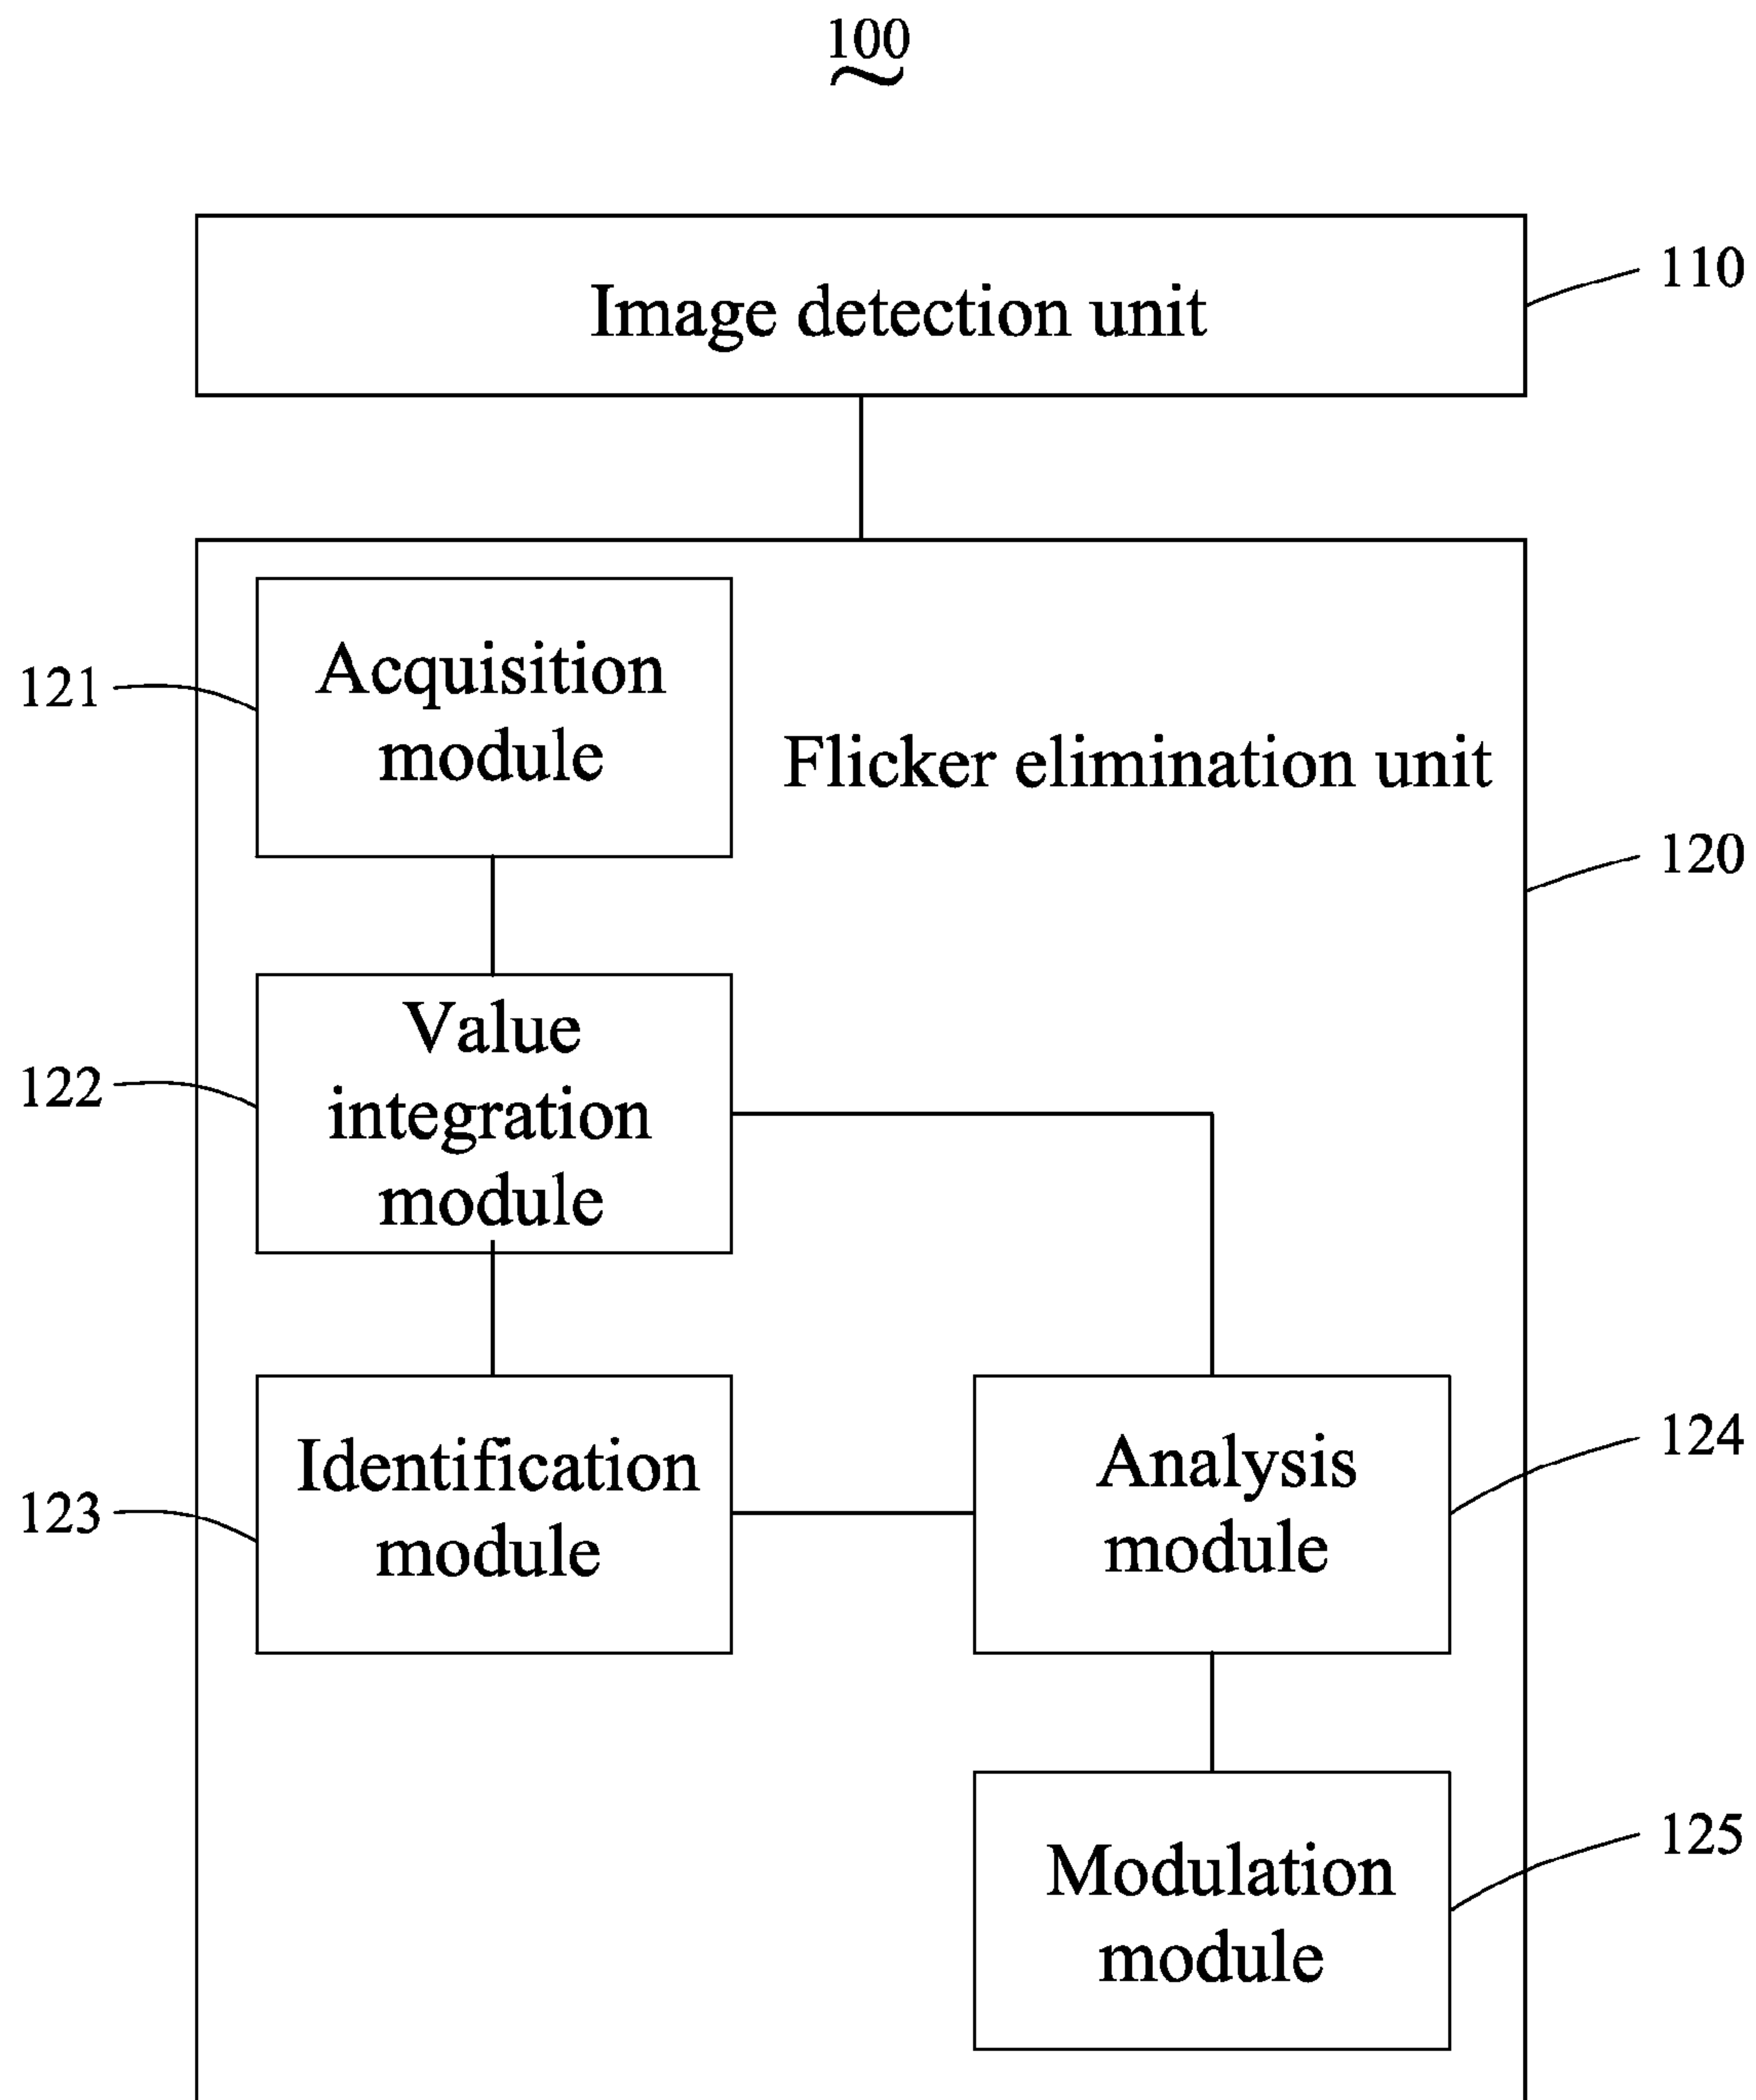 100
Image detection unit
110
Acquisition
module
121
Flicker elimination unit
120
Value
integration
module
122
Identification
module
123
Analysis
module
124
Modulation
module
125